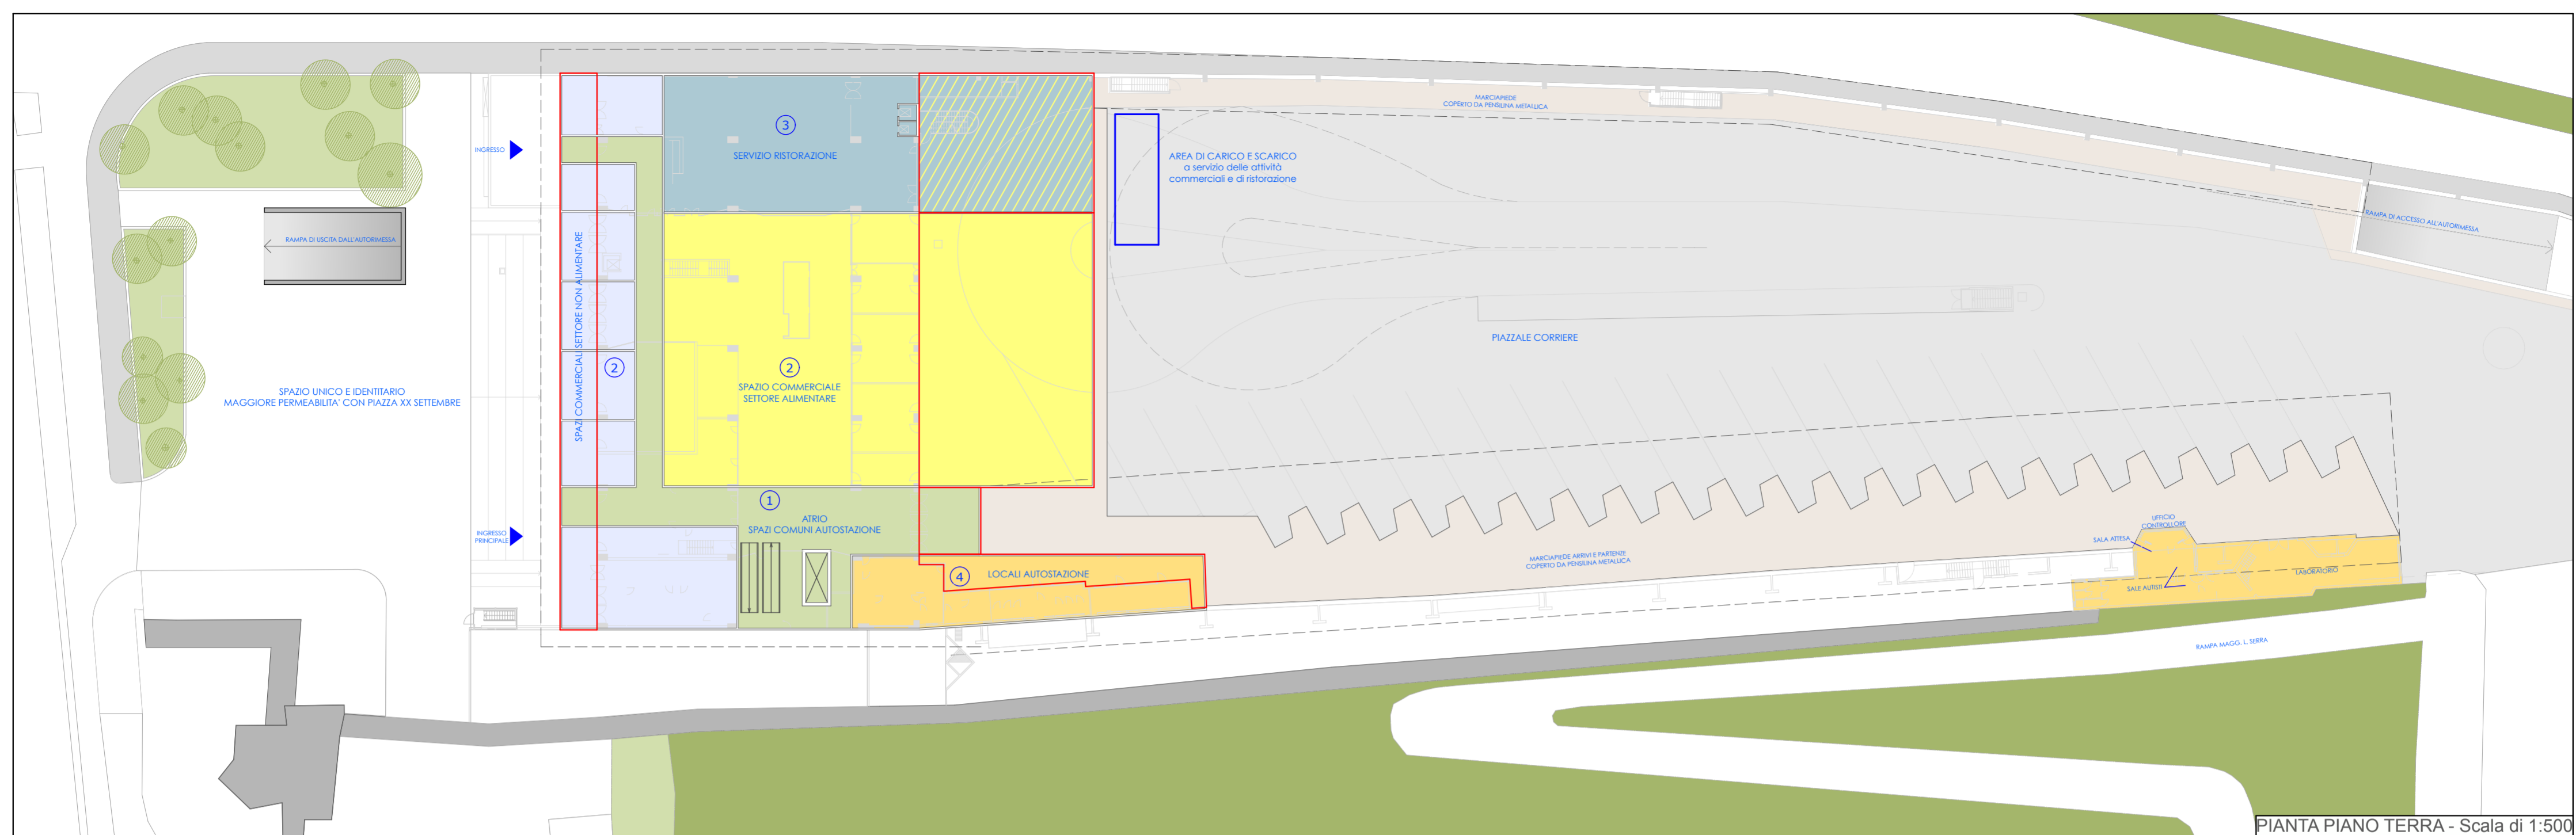 MARCIAPIEDE
COPERTO DA PENSILINA METALLICA
3
SERVIZIO RISTORAZIONE
INGRESSO
AREA DI CARICO E SCARICO
a servizio delle attività
commerciali e di ristorazione
RAMPA DI USCITA DALL'AUTORIMESSA
RAMPA DI ACCESSO ALL'AUTORIMESSA
SPAZI COMMERCIALI SETTORE NON ALIMENTARE
2
2
SPAZIO COMMERCIALE
SETTORE ALIMENTARE
PIAZZALE CORRIERE
SPAZIO UNICO E IDENTITARIO
MAGGIORE PERMEABILITA' CON PIAZZA XX SETTEMBRE
1
ATRIO
SPAZI COMUNI AUTOSTAZIONE
INGRESSO
PRINCIPALE
UFFICIO
CONTROLLORE
SALA ATTESA
4
LOCALI AUTOSTAZIONE
MARCIAPIEDE ARRIVI E PARTENZE
COPERTO DA PENSILINA METALLICA
LABORATORIO
SALE AUTISTI
RAMPA MAGG. L. SERRA
PIANTA PIANO TERRA - Scala di 1:500